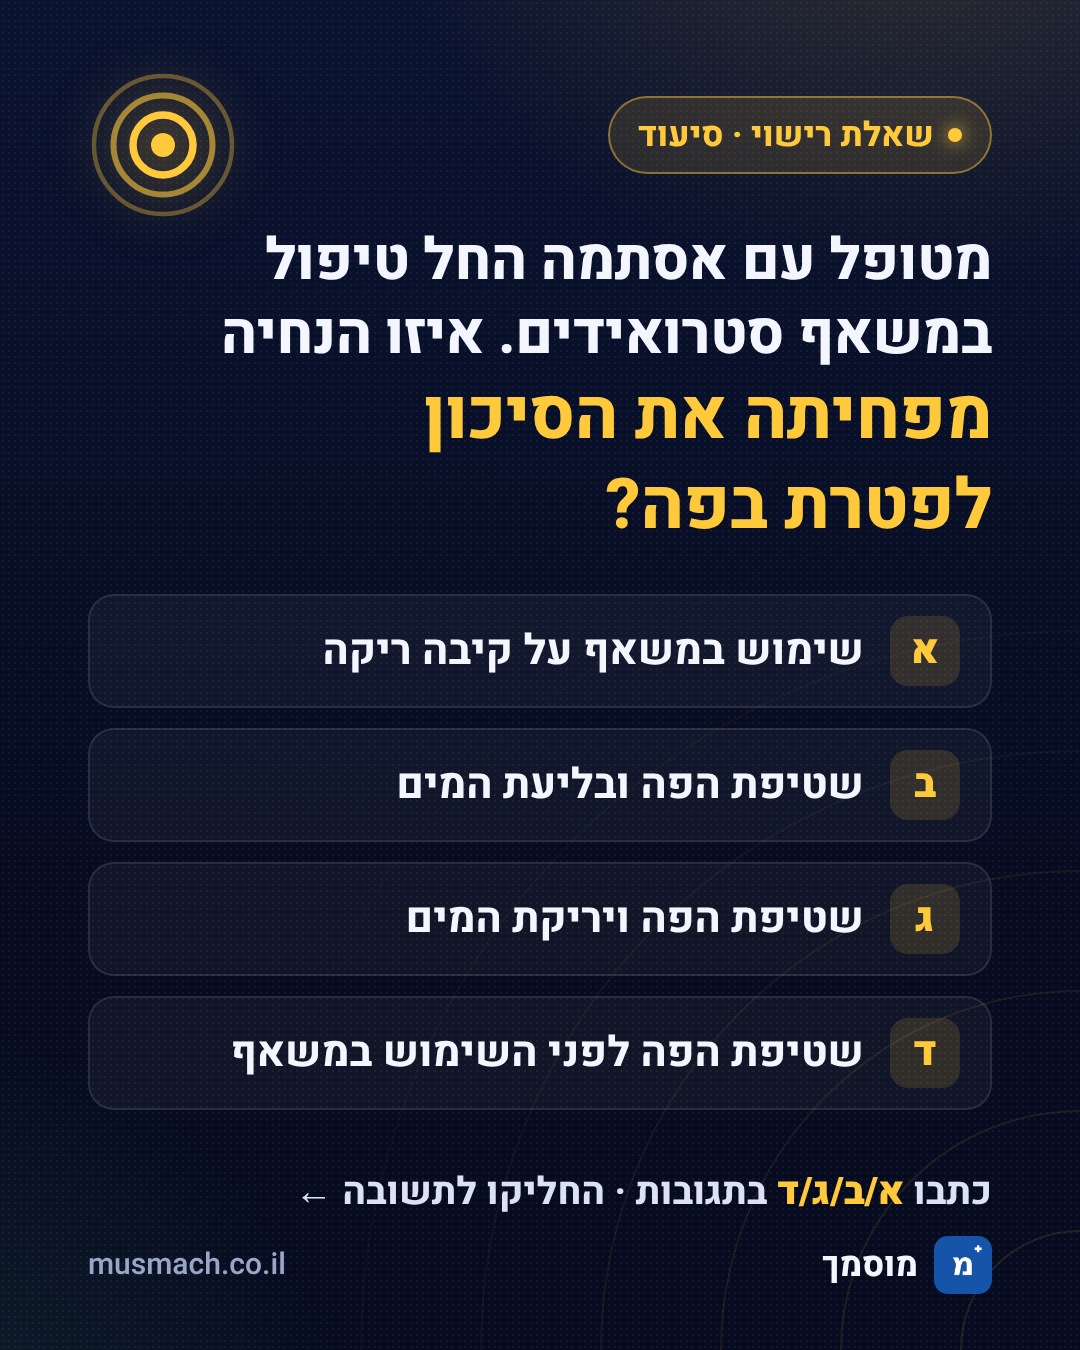 שאלת רישוי · סיעוד
מטופל עם אסתמה החל טיפול
במשאף סטרואידים. איזו הנחיה
מפחיתה את הסיכון
לפטרת בפה?
א שימוש במשאף על קיבה ריקה
ב שטיפת הפה ובליעת המים
ג שטיפת הפה ויריקת המים
ד שטיפת הפה לפני השימוש במשאף
כתבו א/ב/ג/ד בתגובות · החליקו לתשובה ←
מ+ מוסמך
musmach.co.il